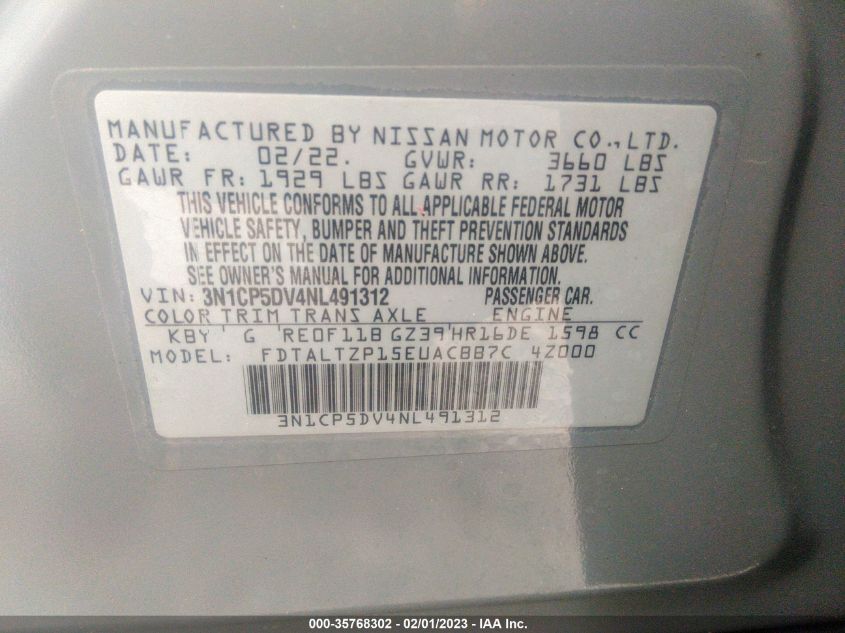 MANUFACTURED BY NISSAN MOTOR CO., LTD.
DATE: 02/22. GVWR: 3660 LBS
GAWR FR: 1929 LBS GAWR RR: 1731 LBS
THIS VEHICLE CONFORMS TO ALL APPLICABLE FEDERAL MOTOR
VEHICLE SAFETY, BUMPER AND THEFT PREVENTION STANDARDS
IN EFFECT ON THE DATE OF MANUFACTURE SHOWN ABOVE.
SEE OWNER'S MANUAL FOR ADDITIONAL INFORMATION.
VIN: 3N1CP5DV4NL491312 PASSENGER CAR.
COLOR TRIM TRANS AXLE ENGINE
KBY ' G 'RE0F11B GZ39'HR16DE 1598 CC
MODEL: FDTALTZP15EUACBB7C 4Z000
3N1CP5DV4NL491312
000-35768302 - 02/01/2023 - IAA Inc.